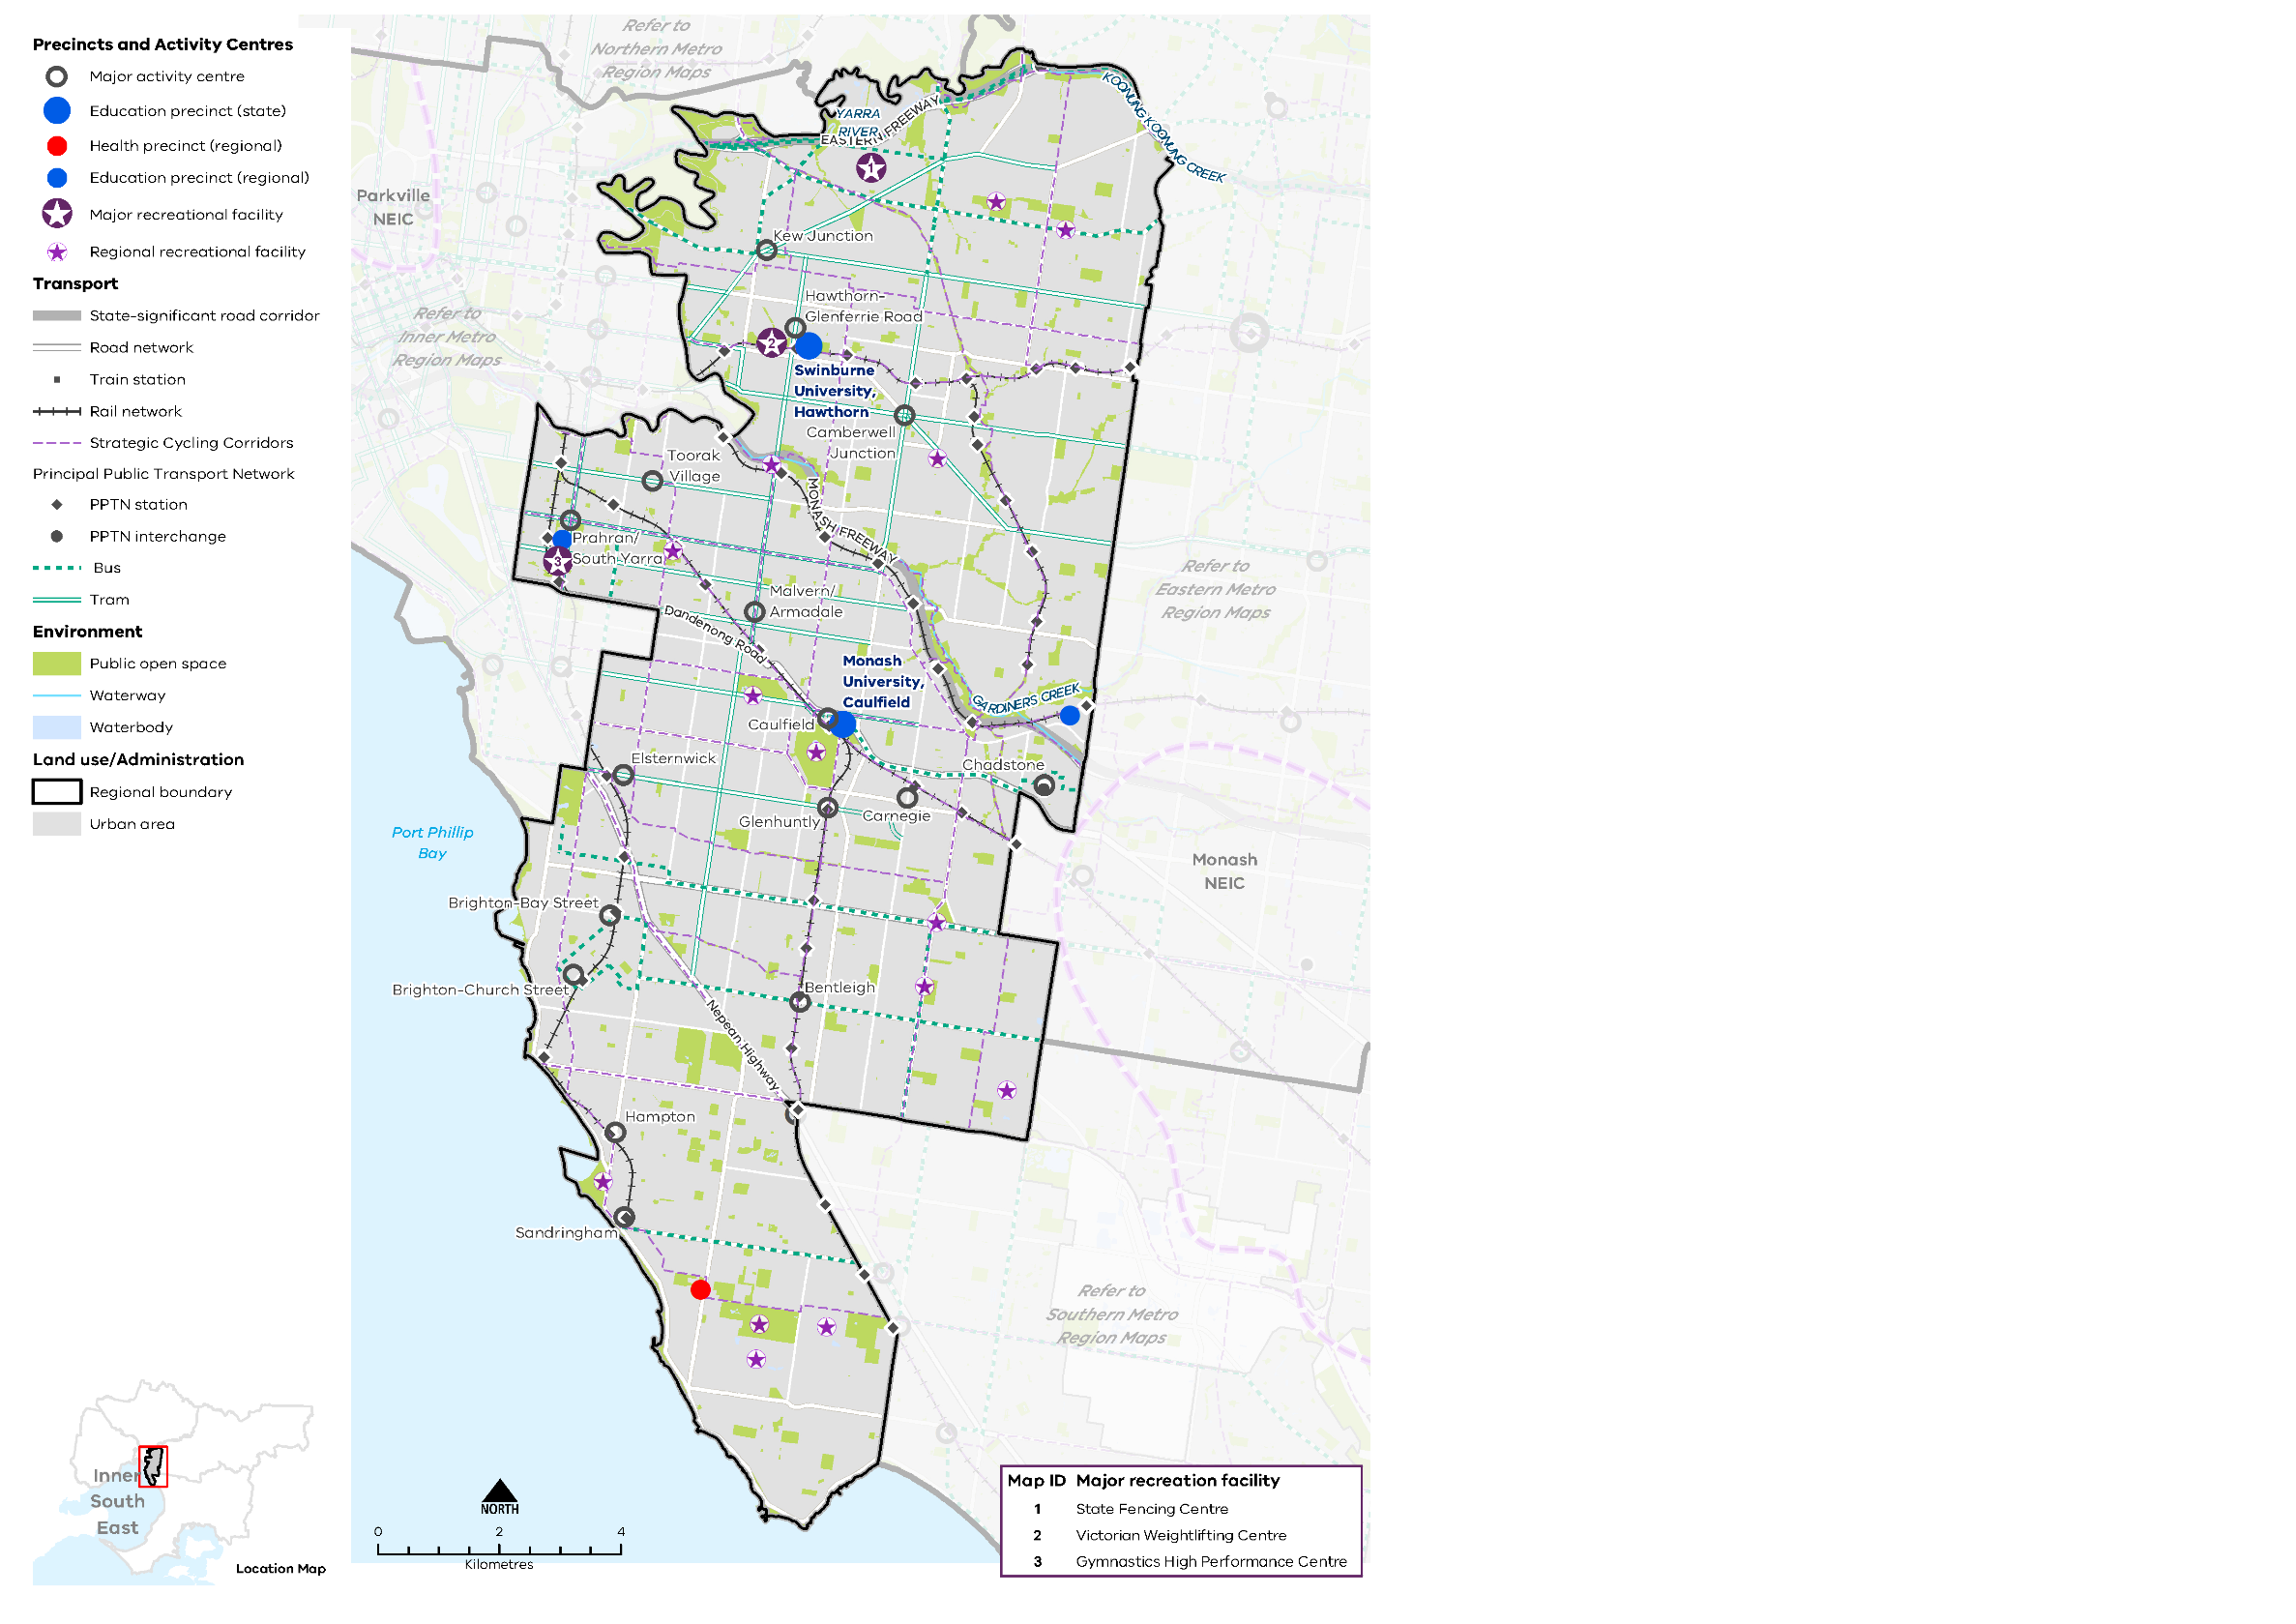 Precincts and Activity Centres
Major activity centre
Education precinct (state)
Health precinct (regional)
Education precinct (regional)
Major recreational facility
Regional recreational facility
Transport
State-significant road corridor
Road network
Train station
Rail network
Strategic Cycling Corridors
Principal Public Transport Network
PPTN station
PPTN interchange
Bus
Tram
Environment
Public open space
Waterway
Waterbody
Land use/Administration
Regional boundary
Urban area
Refer to
Northern Metro
Region Maps
KOONUNG KOONUNG CREEK
YARRA
RIVER
EASTERN FREEWAY
1
Parkville
NEIC
Kew Junction
Hawthorn-
Glenferrie Road
Refer to
Inner Metro
Region Maps
2
Swinburne
University,
Hawthorn
Camberwell
Junction
Toorak
Village
MONASH FREEWAY
Prahran/
South Yarra
3
Refer to
Eastern Metro
Region Maps
Malvern/
Armadale
Dandenong Road
Monash
University,
Caulfield
GARDINERS CREEK
Caulfield
Elsternwick
Chadstone
Glenhuntly
Carnegie
Port Phillip
Bay
Monash
NEIC
Brighton-Bay Street
Brighton-Church Street
Bentleigh
Nepean Highway
Hampton
Sandringham
Refer to
Southern Metro
Region Maps
Inner
South
East
Location Map
NORTH
0 2 4
Kilometres
Map ID Major recreation facility
1 State Fencing Centre
2 Victorian Weightlifting Centre
3 Gymnastics High Performance Centre